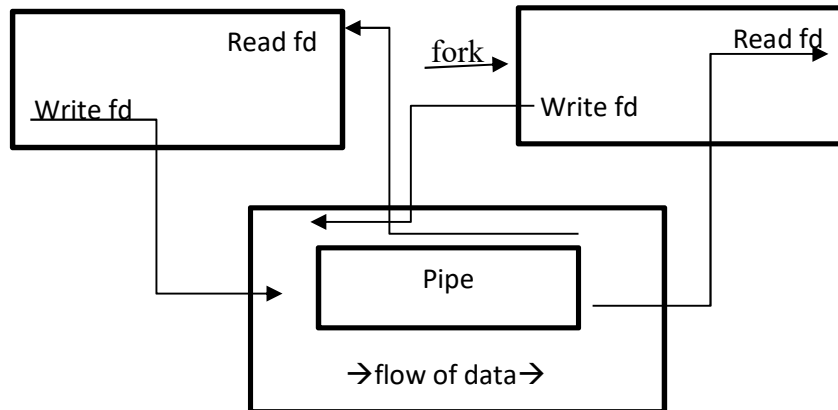 Read fd
Write fd
fork
Read fd
Write fd
Pipe
→flow of data→